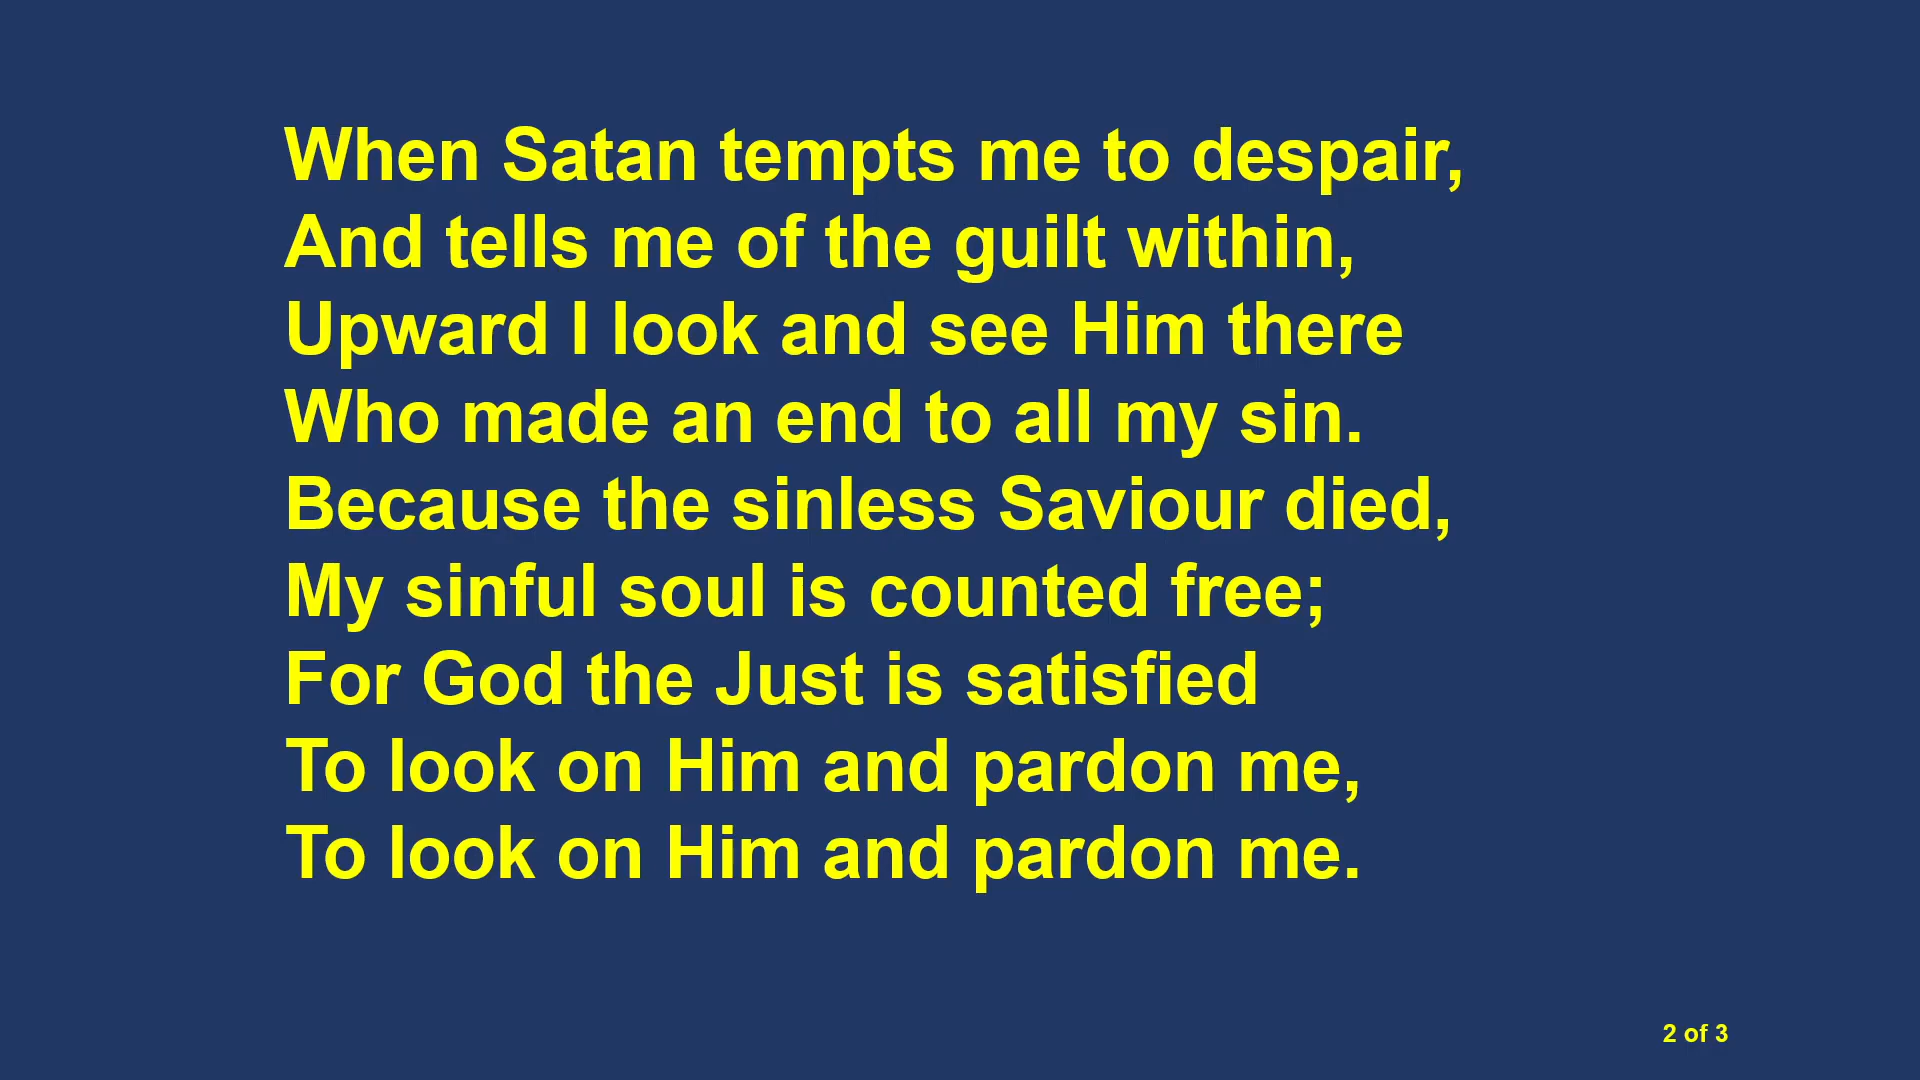 When Satan tempts me to despair,
And tells me of the guilt within,
Upward I look and see Him there
Who made an end to all my sin.
Because the sinless Saviour died,
My sinful soul is counted free;
For God the Just is satisfied
To look on Him and pardon me,
To look on Him and pardon me.
2 of 3